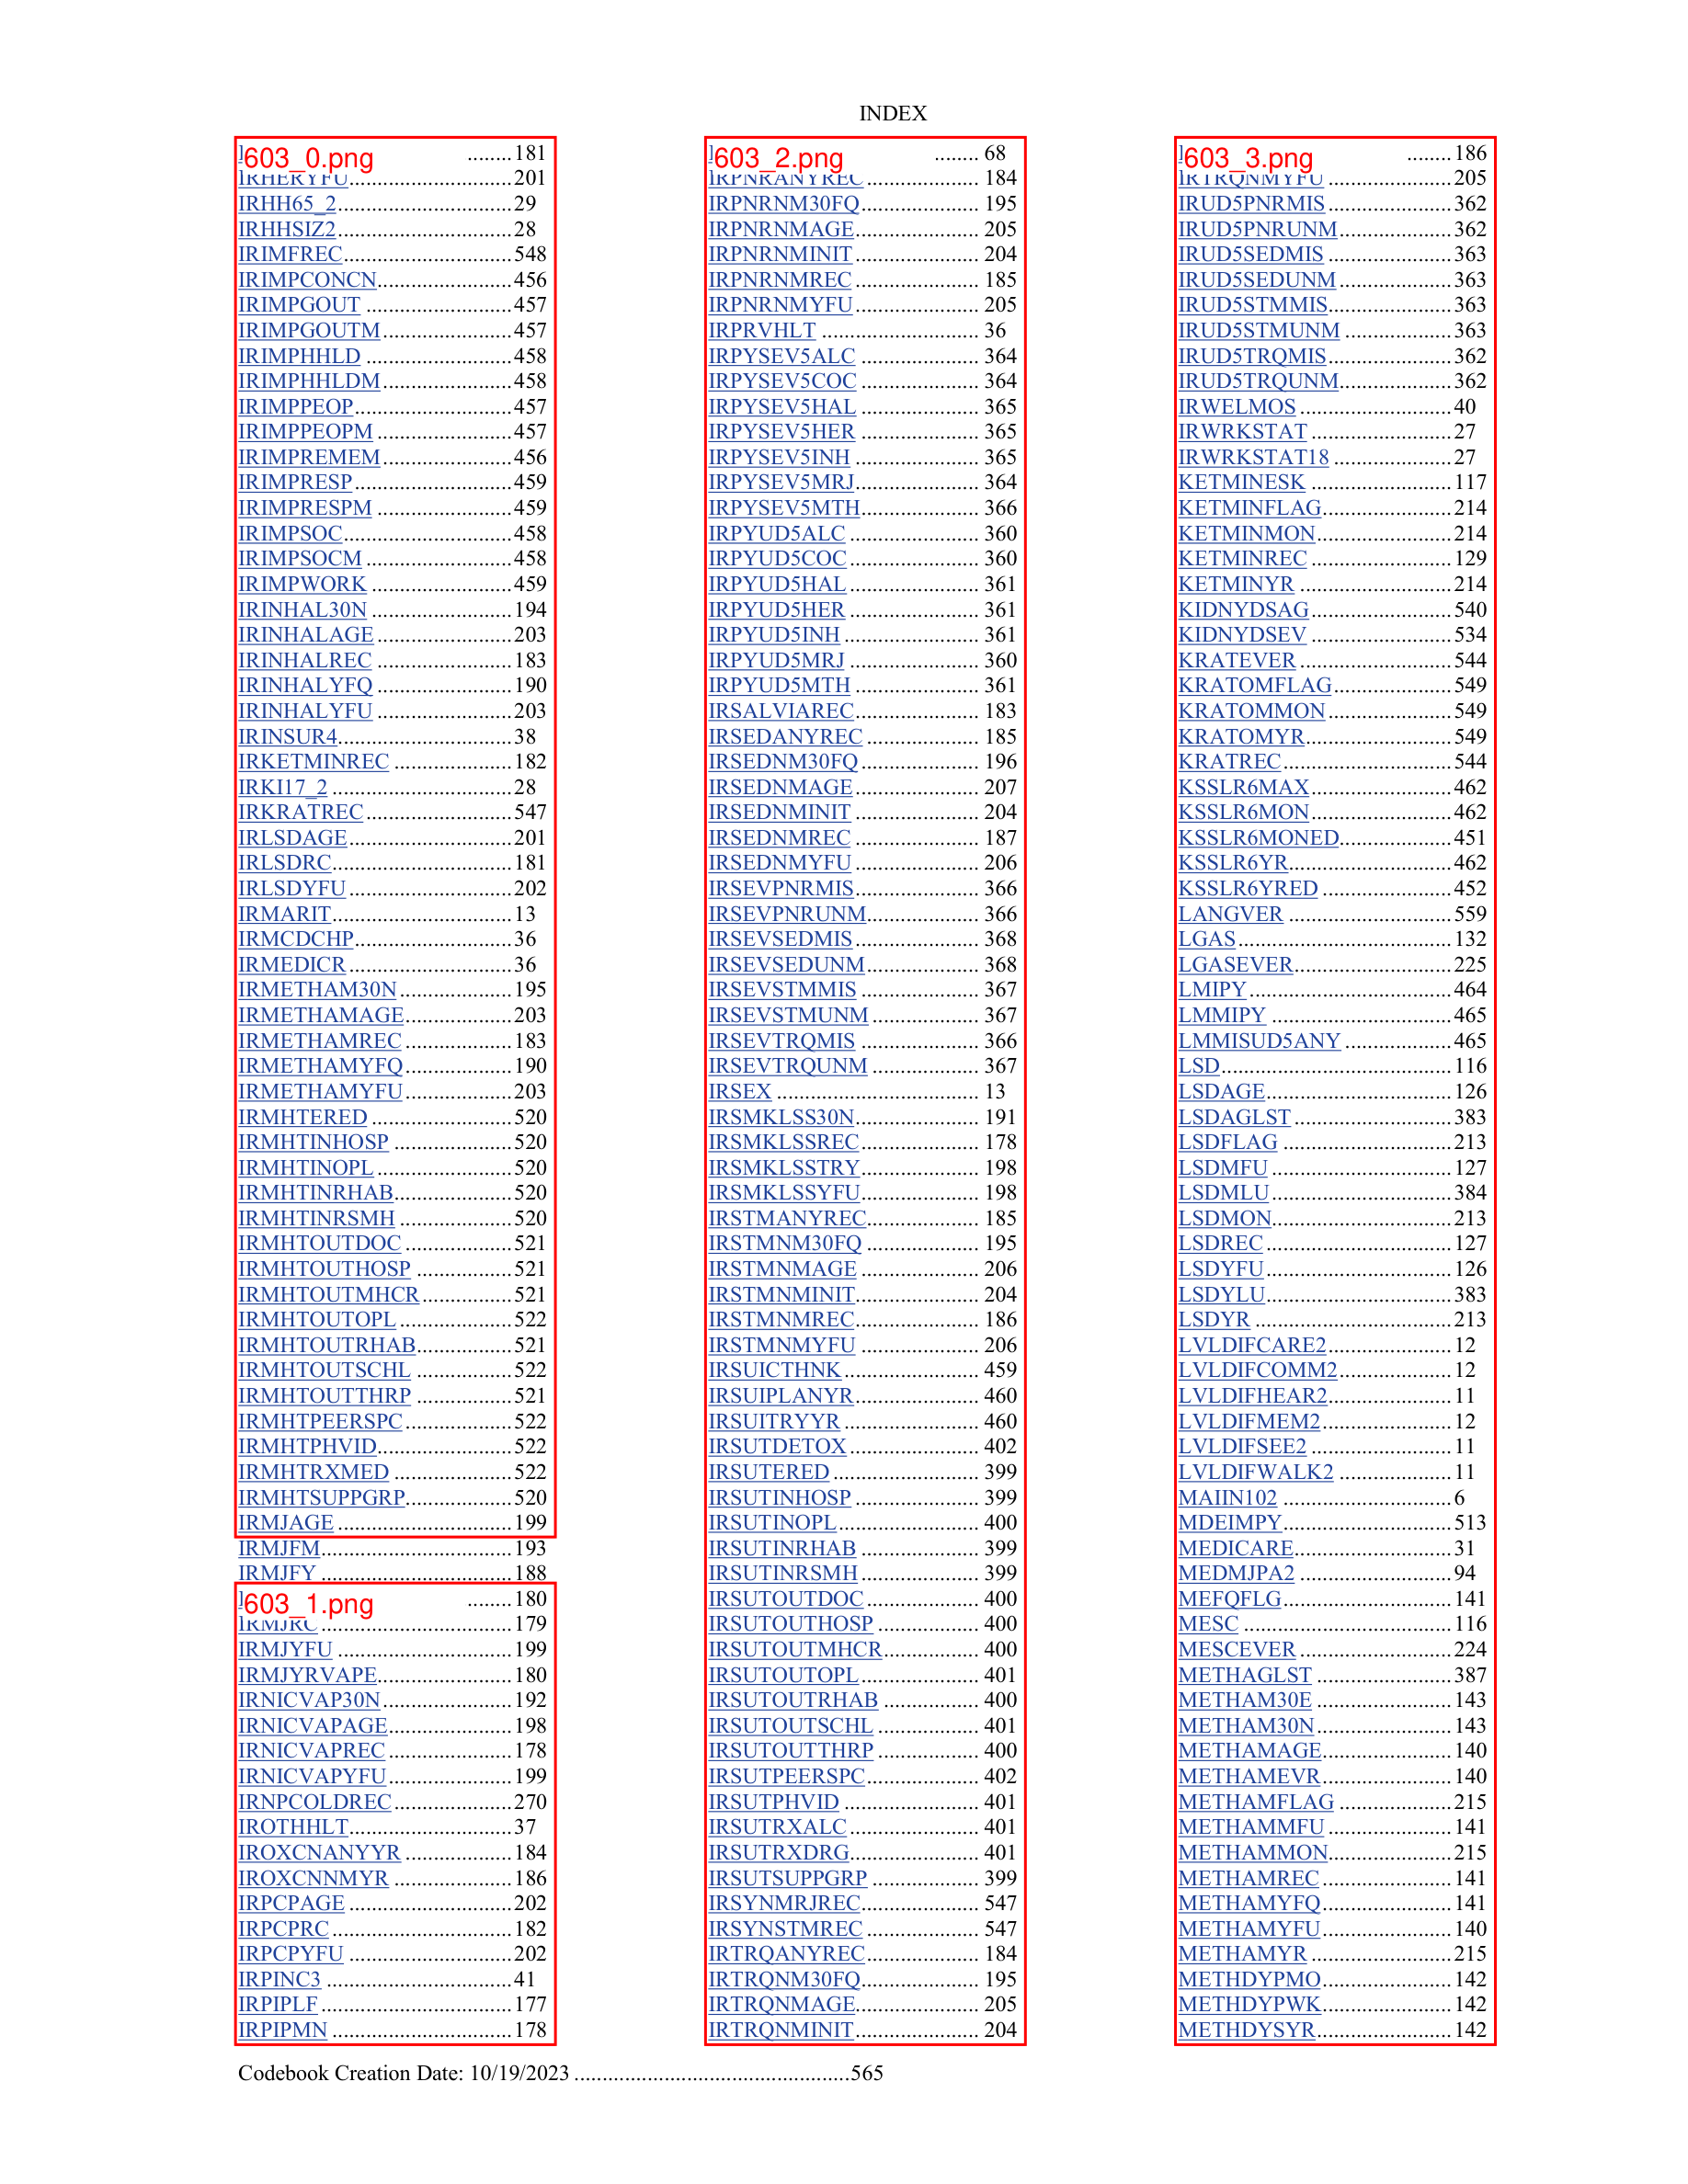 INDEX
603_0.png ........181
IRHERYFU.............................201
IRHH65_2...............................29
IRHHSIZ2...............................28
IRIMFREC..............................548
IRIMPCONCN........................456
IRIMPGOUT ..........................457
IRIMPGOUTM.......................457
IRIMPHHLD ..........................458
IRIMPHHLDM.......................458
IRIMPPEOP............................457
IRIMPPEOPM ........................457
IRIMPREMEM.......................456
IRIMPRESP............................459
IRIMPRESPM ........................459
IRIMPSOC..............................458
IRIMPSOCM ..........................458
IRIMPWORK .........................459
IRINHAL30N .........................194
IRINHALAGE........................203
IRINHALREC ........................183
IRINHALYFQ ........................190
IRINHALYFU ........................203
IRINSUR4...............................38
IRKETMINREC .....................182
IRKI17_2 ................................28
IRKRATREC..........................547
IRLSDAGE.............................201
IRLSDRC................................181
IRLSDYFU.............................202
IRMARIT................................13
IRMCDCHP............................36
IRMEDICR.............................36
IRMETHAM30N....................195
IRMETHAMAGE...................203
IRMETHAMREC...................183
IRMETHAMYFQ...................190
IRMETHAMYFU...................203
IRMHTERED .........................520
IRMHTINHOSP .....................520
IRMHTINOPL........................520
IRMHTINRHAB.....................520
IRMHTINRSMH ....................520
IRMHTOUTDOC...................521
IRMHTOUTHOSP .................521
IRMHTOUTMHCR................521
IRMHTOUTOPL....................522
IRMHTOUTRHAB.................521
IRMHTOUTSCHL .................522
IRMHTOUTTHRP .................521
IRMHTPEERSPC...................522
IRMHTPHVID........................522
IRMHTRXMED .....................522
IRMHTSUPPGRP...................520
IRMJAGE ...............................199
IRMJFM..................................193
IRMJFY ..................................188
603_1.png ........180
IRMJRC ..................................179
IRMJYFU ...............................199
IRMJYRVAPE........................180
IRNICVAP30N.......................192
IRNICVAPAGE......................198
IRNICVAPREC ......................178
IRNICVAPYFU......................199
IRNPCOLDREC.....................270
IROTHHLT.............................37
IROXCNANYYR ...................184
IROXCNNMYR .....................186
IRPCPAGE .............................202
IRPCPRC ................................182
IRPCPYFU .............................202
IRPINC3 .................................41
IRPIPLF..................................177
IRPIPMN ................................178
603_2.png ........ 68
IRPNRANYREC .................... 184
IRPNRNM30FQ..................... 195
IRPNRNMAGE...................... 205
IRPNRNMINIT ...................... 204
IRPNRNMREC ...................... 185
IRPNRNMYFU...................... 205
IRPRVHLT ............................ 36
IRPYSEV5ALC ..................... 364
IRPYSEV5COC ..................... 364
IRPYSEV5HAL ..................... 365
IRPYSEV5HER ..................... 365
IRPYSEV5INH ...................... 365
IRPYSEV5MRJ...................... 364
IRPYSEV5MTH..................... 366
IRPYUD5ALC ....................... 360
IRPYUD5COC....................... 360
IRPYUD5HAL....................... 361
IRPYUD5HER ....................... 361
IRPYUD5INH ........................ 361
IRPYUD5MRJ ....................... 360
IRPYUD5MTH ...................... 361
IRSALVIAREC...................... 183
IRSEDANYREC .................... 185
IRSEDNM30FQ..................... 196
IRSEDNMAGE...................... 207
IRSEDNMINIT ...................... 204
IRSEDNMREC ...................... 187
IRSEDNMYFU ...................... 206
IRSEVPNRMIS...................... 366
IRSEVPNRUNM.................... 366
IRSEVSEDMIS...................... 368
IRSEVSEDUNM.................... 368
IRSEVSTMMIS ..................... 367
IRSEVSTMUNM ................... 367
IRSEVTRQMIS ..................... 366
IRSEVTRQUNM ................... 367
IRSEX .................................... 13
IRSMKLSS30N...................... 191
IRSMKLSSREC..................... 178
IRSMKLSSTRY..................... 198
IRSMKLSSYFU..................... 198
IRSTMANYREC.................... 185
IRSTMNM30FQ .................... 195
IRSTMNMAGE ..................... 206
IRSTMNMINIT...................... 204
IRSTMNMREC...................... 186
IRSTMNMYFU ..................... 206
IRSUICTHNK........................ 459
IRSUIPLANYR...................... 460
IRSUITRYYR ........................ 460
IRSUTDETOX....................... 402
IRSUTERED .......................... 399
IRSUTINHOSP ...................... 399
IRSUTINOPL......................... 400
IRSUTINRHAB ..................... 399
IRSUTINRSMH ..................... 399
IRSUTOUTDOC .................... 400
IRSUTOUTHOSP .................. 400
IRSUTOUTMHCR................. 400
IRSUTOUTOPL..................... 401
IRSUTOUTRHAB ................. 400
IRSUTOUTSCHL .................. 401
IRSUTOUTTHRP .................. 400
IRSUTPEERSPC.................... 402
IRSUTPHVID ........................ 401
IRSUTRXALC....................... 401
IRSUTRXDRG....................... 401
IRSUTSUPPGRP ................... 399
IRSYNMRJREC..................... 547
IRSYNSTMREC .................... 547
IRTRQANYREC.................... 184
IRTRQNM30FQ..................... 195
IRTRQNMAGE...................... 205
IRTRQNMINIT...................... 204
603_3.png ........186
IRTRQNMYFU ......................205
IRUD5PNRMIS.......................362
IRUD5PNRUNM....................362
IRUD5SEDMIS ......................363
IRUD5SEDUNM....................363
IRUD5STMMIS......................363
IRUD5STMUNM ...................363
IRUD5TRQMIS......................362
IRUD5TRQUNM....................362
IRWELMOS ...........................40
IRWRKSTAT .........................27
IRWRKSTAT18 .....................27
KETMINESK .........................117
KETMINFLAG.......................214
KETMINMON........................214
KETMINREC .........................129
KETMINYR ............................214
KIDNYDSAG.........................540
KIDNYDSEV .........................534
KRATEVER ...........................544
KRATOMFLAG.....................549
KRATOMMON......................549
KRATOMYR..........................549
KRATREC..............................544
KSSLR6MAX.........................462
KSSLR6MON.........................462
KSSLR6MONED....................451
KSSLR6YR.............................462
KSSLR6YRED .......................452
LANGVER .............................559
LGAS......................................132
LGASEVER............................225
LMIPY....................................464
LMMIPY ................................465
LMMISUD5ANY ...................465
LSD.........................................116
LSDAGE.................................126
LSDAGLST ............................383
LSDFLAG ..............................213
LSDMFU ................................127
LSDMLU ................................384
LSDMON................................213
LSDREC .................................127
LSDYFU.................................126
LSDYLU.................................383
LSDYR ...................................213
LVLDIFCARE2......................12
LVLDIFCOMM2....................12
LVLDIFHEAR2......................11
LVLDIFMEM2.......................12
LVLDIFSEE2 .........................11
LVLDIFWALK2 ....................11
MAIIN102 ..............................6
MDEIMPY..............................513
MEDICARE............................31
MEDMJPA2 ...........................94
MEFQFLG..............................141
MESC .....................................116
MESCEVER ...........................224
METHAGLST ........................387
METHAM30E ........................143
METHAM30N........................143
METHAMAGE.......................140
METHAMEVR.......................140
METHAMFLAG ....................215
METHAMMFU ......................141
METHAMMON......................215
METHAMREC .......................141
METHAMYFQ.......................141
METHAMYFU.......................140
METHAMYR .........................215
METHDYPMO.......................142
METHDYPWK.......................142
METHDYSYR........................142
Codebook Creation Date: 10/19/2023 .................................................565